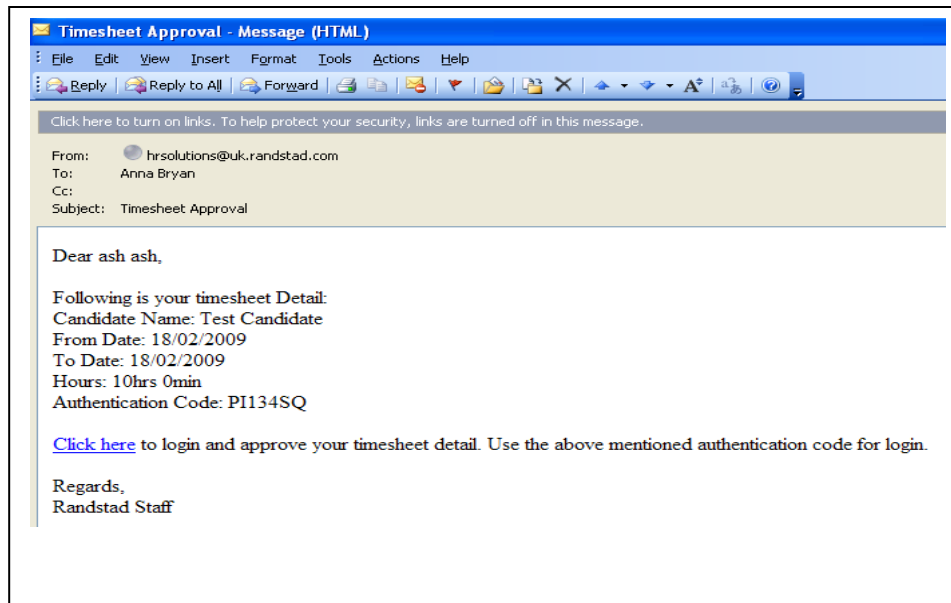 Timesheet Approval - Message (HTML)
File Edit View Insert Format Tools Actions Help
Reply Reply to All Forward
Click here to turn on links. To help protect your security, links are turned off in this message.
From: hrsolutions@uk.randstad.com
To: Anna Bryan
Cc:
Subject: Timesheet Approval
Dear ash ash,
Following is your timesheet Detail:
Candidate Name: Test Candidate
From Date: 18/02/2009
To Date: 18/02/2009
Hours: 10hrs 0min
Authentication Code: PI134SQ
Click here to login and approve your timesheet detail. Use the above mentioned authentication code for login.
Regards,
Randstad Staff